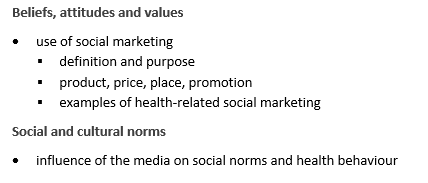 Beliefs, attitudes and values
• use of social marketing
▪ definition and purpose
▪ product, price, place, promotion
▪ examples of health-related social marketing
Social and cultural norms
• influence of the media on social norms and health behaviour